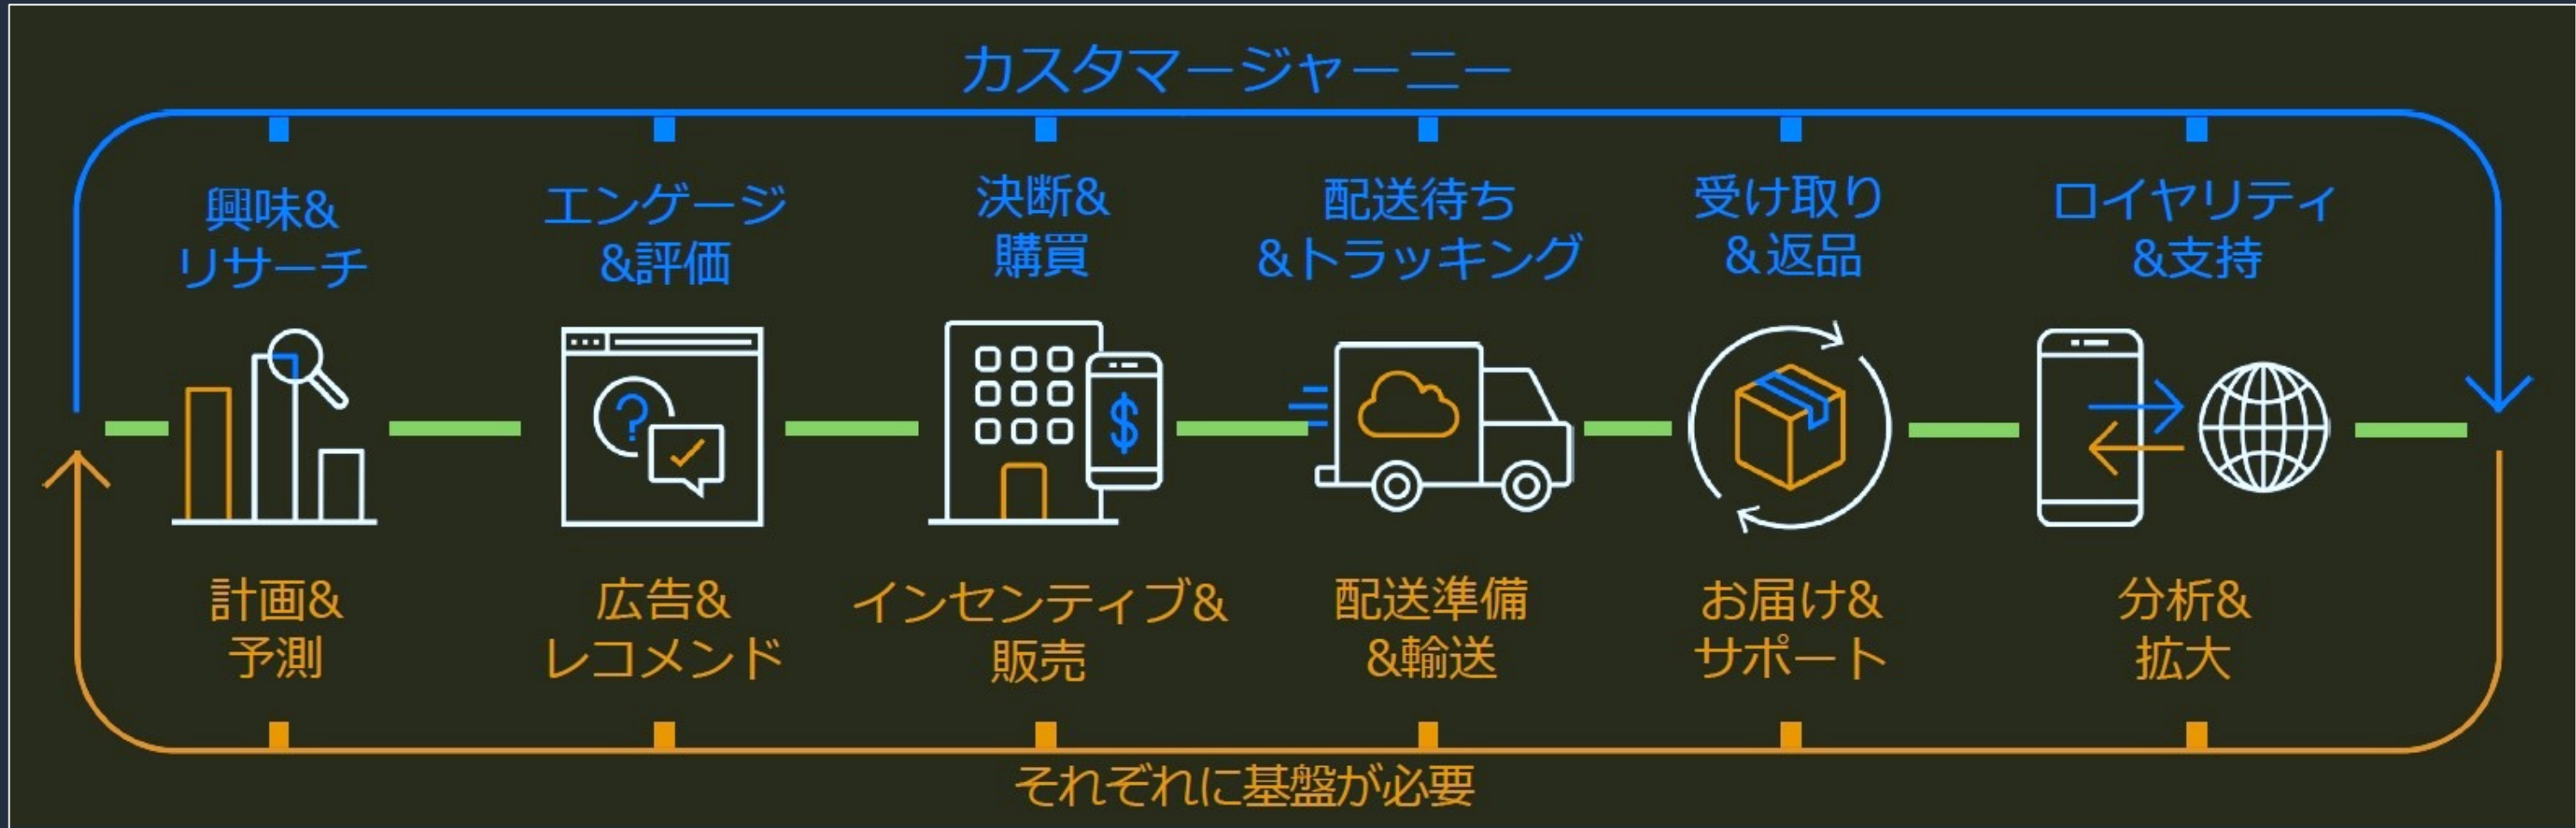 カスタマージャーニー
興味&
リサーチ
エンゲージ
&評価
決断&
購買
配送待ち
&トラッキング
受け取り
&返品
ロイヤリティ
&支持
?
$
計画&
予測
広告&
レコメンド
インセンティブ&
販売
配送準備
&輸送
お届け&
サポート
分析&
拡大
それぞれに基盤が必要